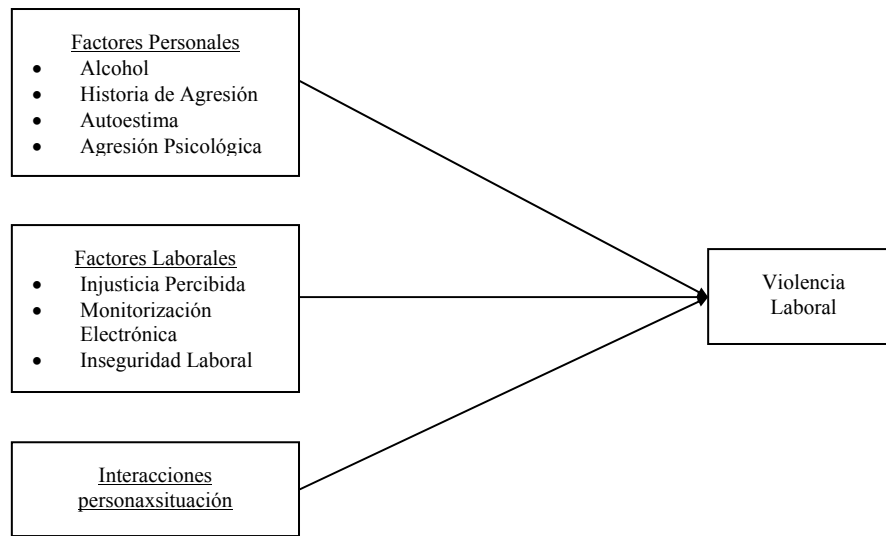 Factores Personales
• Alcohol
• Historia de Agresión
• Autoestima
• Agresión Psicológica
Factores Laborales
• Injusticia Percibida
• Monitorización
Electrónica
• Inseguridad Laboral
Interacciones
personaxsituación
Violencia
Laboral